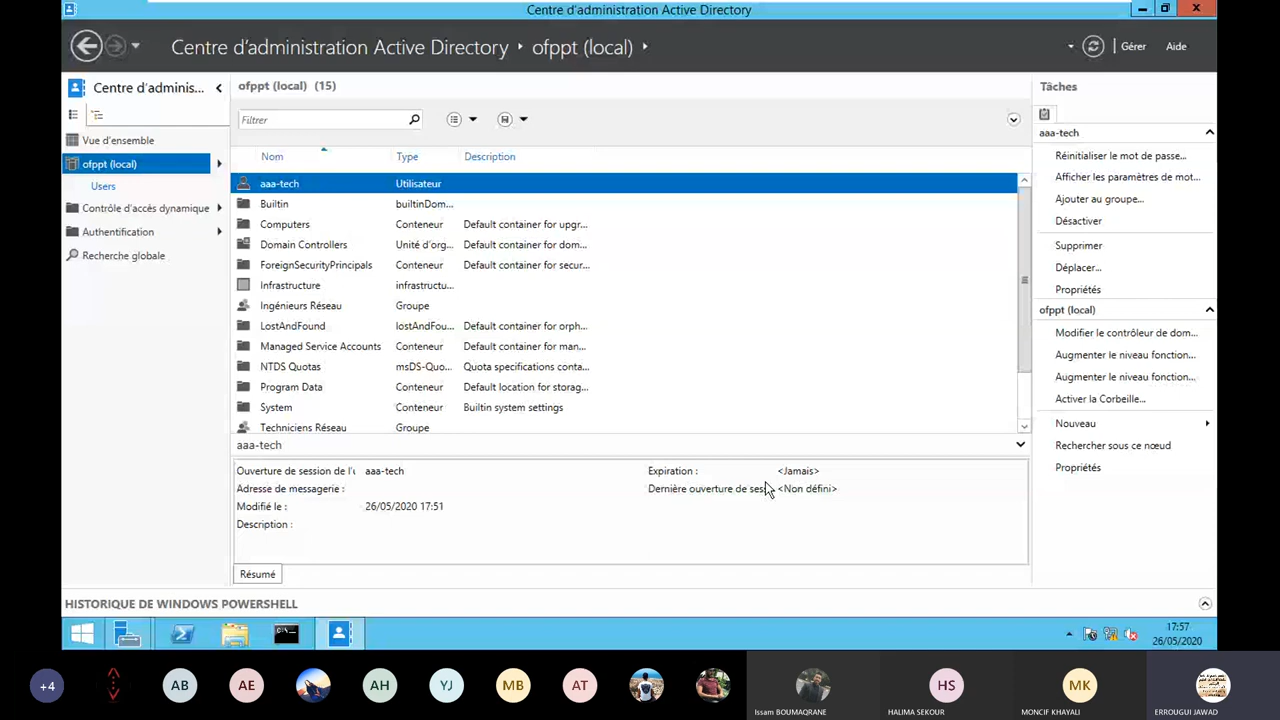 Centre d'administration Active Directory
Centre d'administration Active Directory ‣ ofppt (local) ‣
Gérer
Aide
Centre d'adminis...
Vue d'ensemble
ofppt (local)
Users
Contrôle d'accès dynamique
Authentification
Recherche globale
ofppt (local) (15)
Filtrer
Nom Type Description
aaa-tech Utilisateur
Builtin builtinDom...
Computers Conteneur Default container for upgr...
Domain Controllers Unité d'org... Default container for dom...
ForeignSecurityPrincipals Conteneur Default container for secur...
Infrastructure infrastructu...
Ingénieurs Réseau Groupe
LostAndFound lostAndFou... Default container for orph...
Managed Service Accounts Conteneur Default container for man...
NTDS Quotas msDS-Quo... Quota specifications conta...
Program Data Conteneur Default location for storag...
System Conteneur Builtin system settings
Techniciens Réseau Groupe
aaa-tech
Ouverture de session de l'u aaa-tech
Expiration : <Jamais>
Adresse de messagerie :
Dernière ouverture de sess <Non défini>
Modifié le : 26/05/2020 17:51
Description :
Résumé
Tâches
aaa-tech
Réinitialiser le mot de passe...
Afficher les paramètres de mot...
Ajouter au groupe...
Désactiver
Supprimer
Déplacer...
Propriétés
ofppt (local)
Modifier le contrôleur de dom...
Augmenter le niveau fonction...
Augmenter le niveau fonction...
Activer la Corbeille...
Nouveau
Rechercher sous ce nœud
Propriétés
HISTORIQUE DE WINDOWS POWERSHELL
17:57
26/05/2020
+4
AB
AE
AH
YJ
MB
AT
Issam BOUMAQRANE
HS
HALIMA SEKOUR
MK
MONCIF KHAYALI
ERROUGUI JAWAD